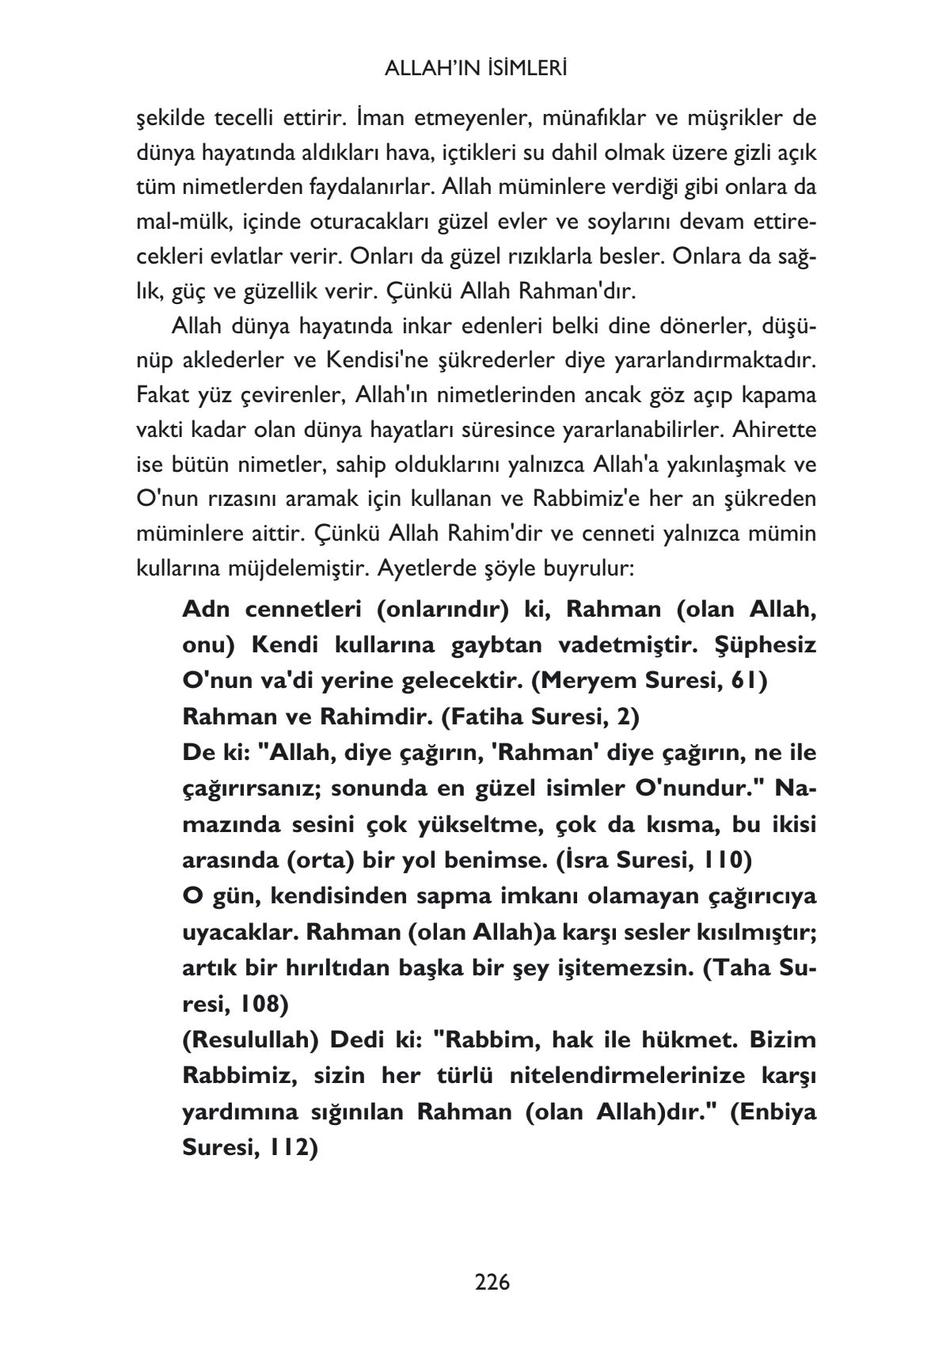 ALLAH'IN İSİMLERİ
şekilde tecelli ettirir. İman etmeyenler, münafıklar ve müşrikler de
dünya hayatında aldıkları hava, içtikleri su dahil olmak üzere gizli açık
tüm nimetlerden faydalanırlar. Allah müminlere verdiği gibi onlara da
mal-mülk, içinde oturacakları güzel evler ve soylarını devam ettire-
cekleri evlatlar verir. Onları da güzel rızıklarla besler. Onlara da sağ-
lık, güç ve güzellik verir. Çünkü Allah Rahman'dır.
Allah dünya hayatında inkar edenleri belki dine dönerler, düşü-
nüp aklederler ve Kendisi'ne şükrederler diye yararlandırmaktadır.
Fakat yüz çevirenler, Allah'ın nimetlerinden ancak göz açıp kapama
vakti kadar olan dünya hayatları süresince yararlanabilirler. Ahirette
ise bütün nimetler, sahip olduklarını yalnızca Allah'a yakınlaşmak ve
O'nun rızasını aramak için kullanan ve Rabbimiz'e her an şükreden
müminlere aittir. Çünkü Allah Rahim'dir ve cenneti yalnızca mümin
kullarına müjdelemiştir. Ayetlerde şöyle buyrulur:
Adn cennetleri (onlarındır) ki, Rahman (olan Allah,
onu) Kendi kullarına gaybtan vadetmiştir. Şüphesiz
O'nun va'di yerine gelecektir. (Meryem Suresi, 61)
Rahman ve Rahimdir. (Fatiha Suresi, 2)
De ki: "Allah, diye çağırın, 'Rahman' diye çağırın, ne ile
çağırırsanız; sonunda en güzel isimler O'nundur." Na-
mazında sesini çok yükseltme, çok da kısma, bu ikisi
arasında (orta) bir yol benimse. (İsra Suresi, 110)
O gün, kendisinden sapma imkanı olamayan çağırıcıya
uyacaklar. Rahman (olan Allah)a karşı sesler kısılmıştır;
artık bir hırıltıdan başka bir şey işitemezsin. (Taha Su-
resi, 108)
(Resulullah) Dedi ki: "Rabbim, hak ile hükmet. Bizim
Rabbimiz, sizin her türlü nitelendirmelerinize karşı
yardımına sığınılan Rahman (olan Allah)dır." (Enbiya
Suresi, 112)
226